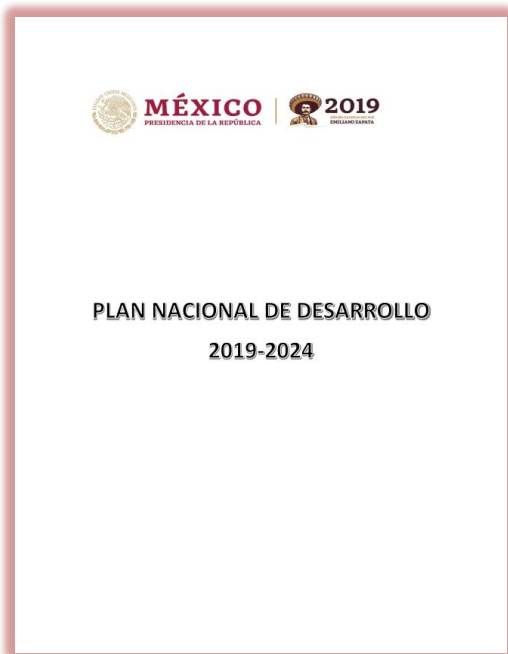 MÉXICO
PRESIDENCIA DE LA REPÚBLICA
2019
EMILIANO ZAPATA
PLAN NACIONAL DE DESARROLLO
2019-2024